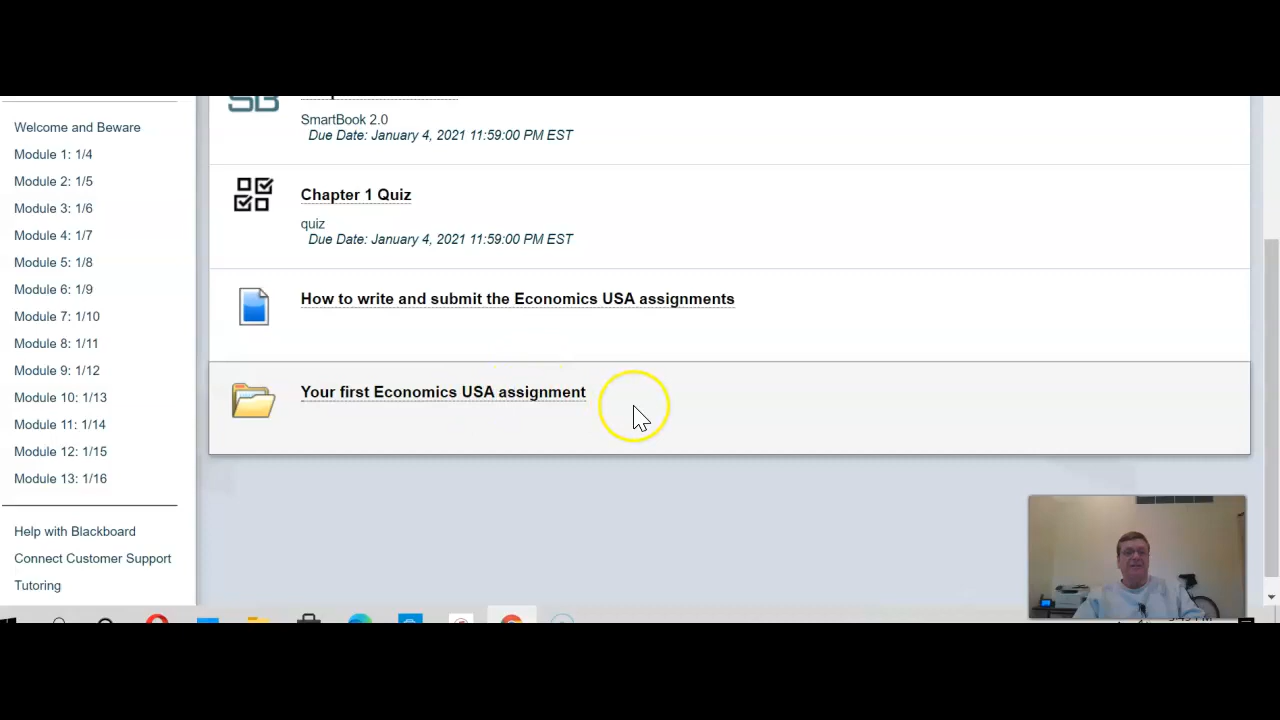 Welcome and Beware
Module 1: 1/4
Module 2: 1/5
Module 3: 1/6
Module 4: 1/7
Module 5: 1/8
Module 6: 1/9
Module 7: 1/10
Module 8: 1/11
Module 9: 1/12
Module 10: 1/13
Module 11: 1/14
Module 12: 1/15
Module 13: 1/16
Help with Blackboard
Connect Customer Support
Tutoring
SB
SmartBook 2.0
Due Date: January 4, 2021 11:59:00 PM EST
Chapter 1 Quiz
quiz
Due Date: January 4, 2021 11:59:00 PM EST
How to write and submit the Economics USA assignments
Your first Economics USA assignment